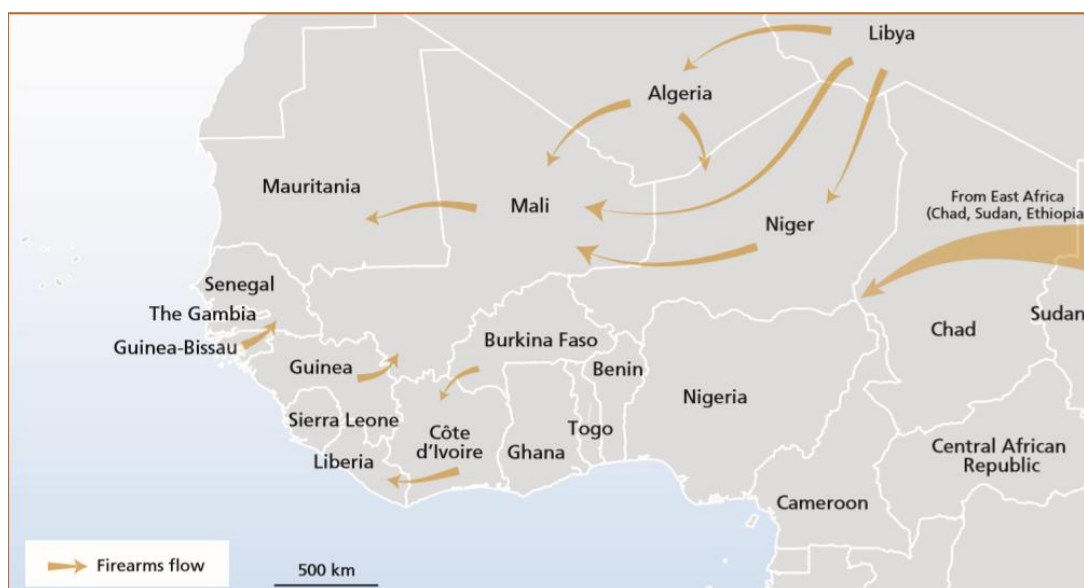 Libya
Algeria
Mauritania
Mali
Niger
From East Africa
(Chad, Sudan, Ethiopia)
Senegal
The Gambia
Guinea-Bissau
Guinea
Burkina Faso
Benin
Chad
Sudan
Sierra Leone
Côte
d'Ivoire
Ghana
Togo
Nigeria
Liberia
Central African
Republic
Cameroon
Firearms flow
500 km